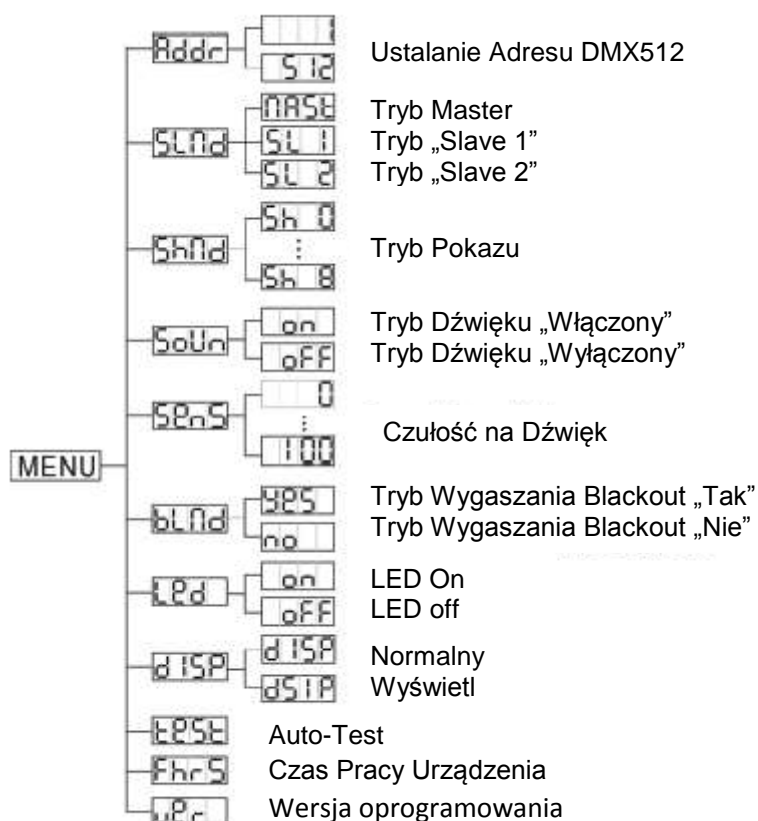 Addr
1
512
Ustalanie Adresu DMX512
SLMd
MASt
Tryb Master
SL 1
Tryb „Slave 1”
SL 2
Tryb „Slave 2”
ShMd
Sh 0
Sh 8
Tryb Pokazu
SoUn
on
Tryb Dźwięku „Włączony”
oFF
Tryb Dźwięku „Wyłączony”
SenS
0
100
Czułość na Dźwięk
MENU
bLMd
yes
Tryb Wygaszania Blackout „Tak”
no
Tryb Wygaszania Blackout „Nie”
Led
on
LED On
oFF
LED off
dISP
dISP
Normalny
dSIP
Wyświetl
teSt
Auto-Test
FhrS
Czas Pracy Urządzenia
ver
Wersja oprogramowania